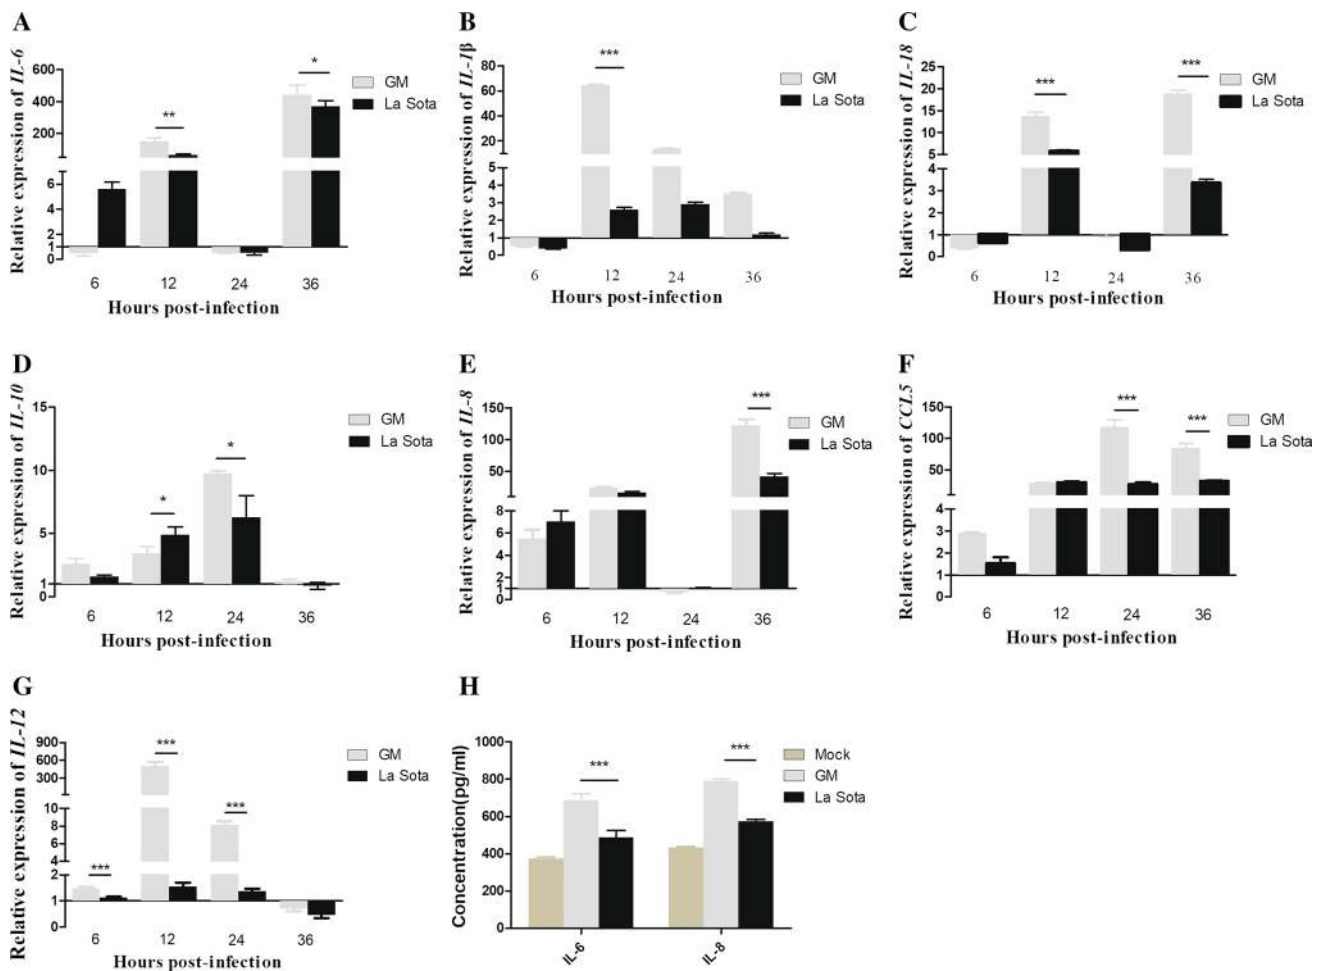 A
Relative expression of IL-6
600
400
200
6
4
2
1
0
**
*
GM
La Sota
6 12 24 36
Hours post-infection
B
Relative expression of IL-1β
80
60
40
20
5
4
3
2
1
0
***
GM
La Sota
6 12 24 36
Hours post-infection
C
Relative expression of IL-18
25
20
15
10
5
4
3
2
1
0
***
***
GM
La Sota
6 12 24 36
Hours post-infection
D
Relative expression of IL-10
15
10
5
1
0
*
*
GM
La Sota
6 12 24 36
Hours post-infection
E
Relative expression of IL-8
150
100
50
8
6
4
2
1
0
***
GM
La Sota
6 12 24 36
Hours post-infection
F
Relative expression of CCL5
150
100
50
4
3
2
1
0
***
***
GM
La Sota
6 12 24 36
Hours post-infection
G
Relative expression of IL-12
900
600
300
10
8
6
4
2
1
0
***
***
***
GM
La Sota
6 12 24 36
Hours post-infection
H
Concentration(pg/ml)
1000
800
600
400
200
0
***
***
Mock
GM
La Sota
IL-6 IL-8